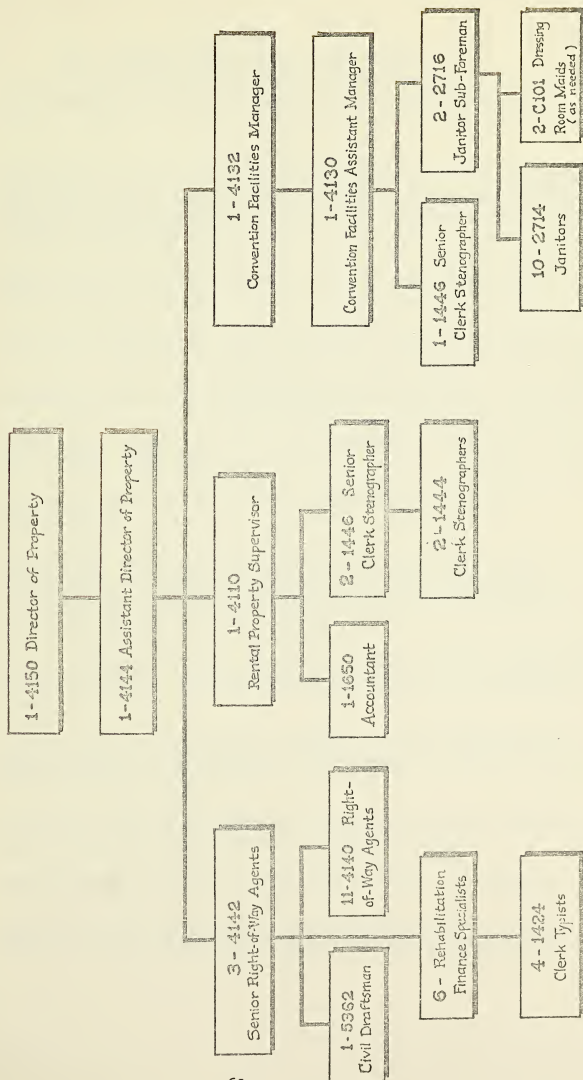 1-4150 Director of Property
1-4144 Assistant Director of Property
3 - 4142
Senior Right-of-Way Agents
1-5362
Civil Draftsman
11-4140 Right-
of-Way Agents
6 - Rehabilitation
Finance Specialists
4 - 1424
Clerk Typists
1-4110
Rental Property Supervisor
1-1650
Accountant
2 - 1446 Senior
Clerk Stenographer
2 - 1444
Clerk Stenographers
1-4132
Convention Facilities Manager
1-4130
Convention Facilities Assistant Manager
1-1446 Senior
Clerk Stenographer
2 - 2716
Janitor Sub-Foreman
10-2714
Janitors
2-C101 Dressing
Room Maids
(as needed)